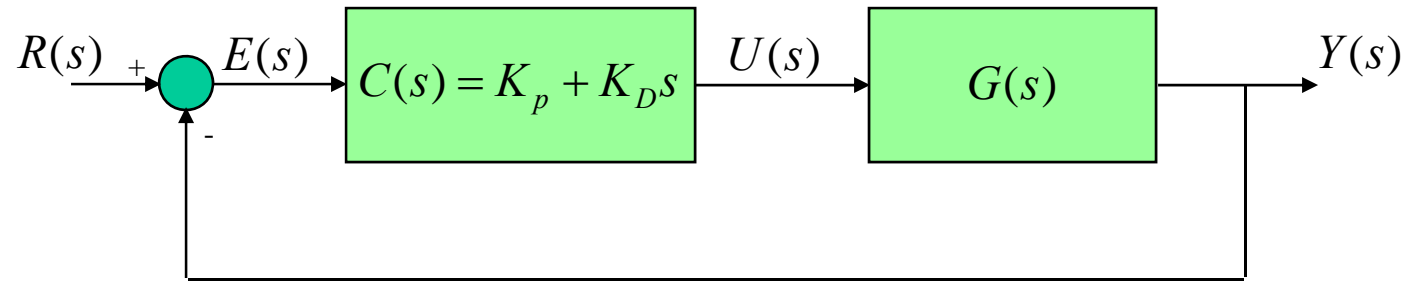 R(s)
+
-
E(s)
C(s) = K_p + K_D s
U(s)
G(s)
Y(s)